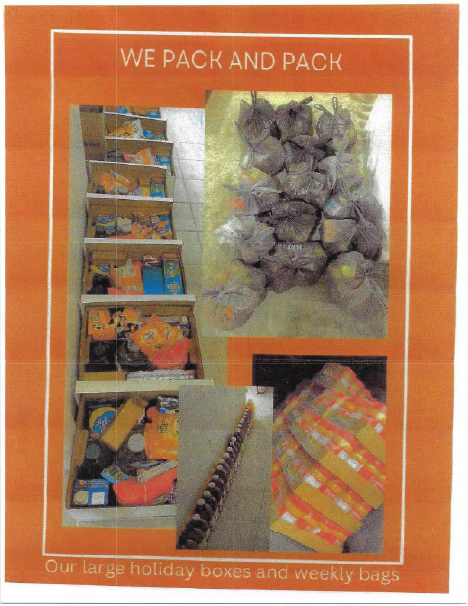 WE PACK AND PACK
Our large holiday boxes and weekly bags